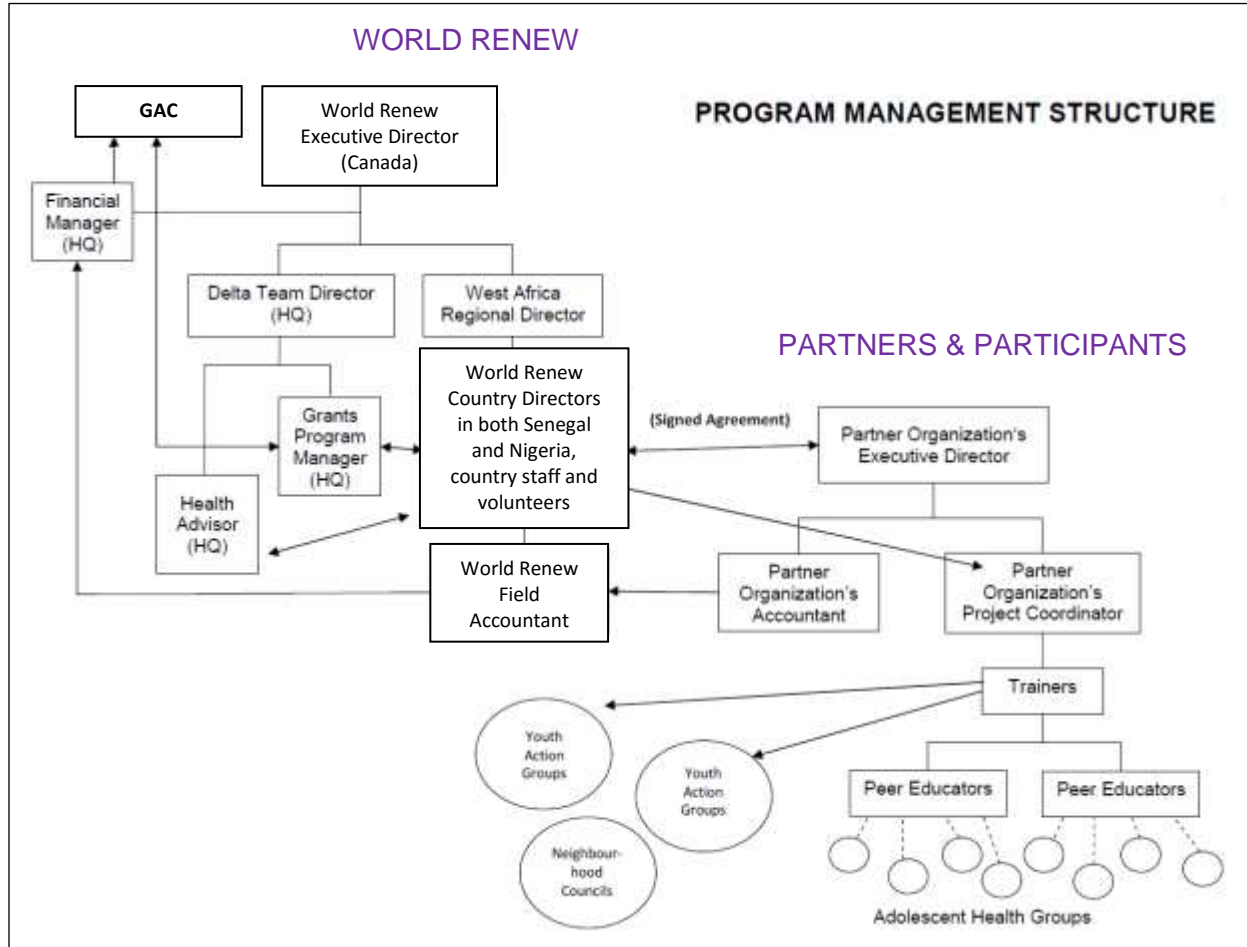 WORLD RENEW
GAC
World Renew
Executive Director
(Canada)
PROGRAM MANAGEMENT STRUCTURE
Financial
Manager
(HQ)
Delta Team Director
(HQ)
West Africa
Regional Director
PARTNERS & PARTICIPANTS
World Renew
Country Directors
in both Senegal
and Nigeria,
country staff and
volunteers
Grants
Program
Manager
(HQ)
(Signed Agreement)
Partner Organization's
Executive Director
Health
Advisor
(HQ)
World Renew
Field
Accountant
Partner
Organization's
Accountant
Partner
Organization's
Project Coordinator
Trainers
Youth
Action
Groups
Youth
Action
Groups
Peer Educators
Peer Educators
Neighbour-
hood
Councils
Adolescent Health Groups